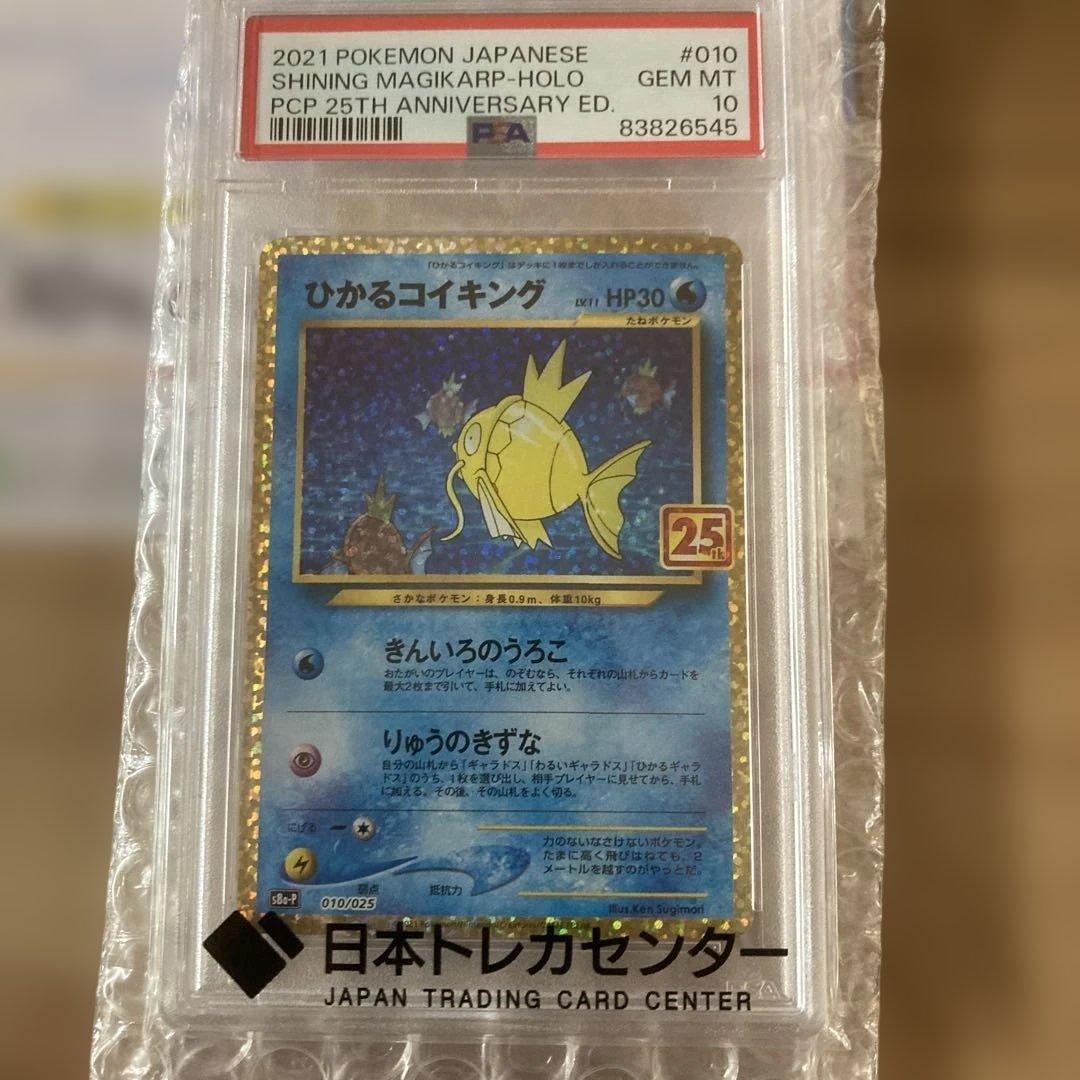 2021 POKEMON JAPANESE #010
SHINING MAGIKARP-HOLO GEM MT
PCP 25TH ANNIVERSARY ED. 10
PSA 83826545
「ひかるコイキング」はデッキに1枚までしか入れることができません。
ひかるコイキング LV.11 HP30
たねポケモン
25th
さかなポケモン：身長0.9m、体重10kg
きんいろのうろこ
おたがいのプレイヤーは、のぞむなら、それぞれの山札からカードを
最大2枚まで引いて、手札に加えてよい。
りゅうのきずな
自分の山札から「ギャラドス」「わるいギャラドス」「ひかるギャラ
ドス」のうち、1枚を選び出し、相手プレイヤーに見せてから、手札
に加える。その後、その山札をよく切る。
にげる
力のないなさけないポケモン。
たまに高く飛びはねても、2
メートルを越すのがやっとだ。
弱点 抵抗力
s8a-P 010/025 Illus.Ken Sugimori
日本トレカセンター
JAPAN TRADING CARD CENTER